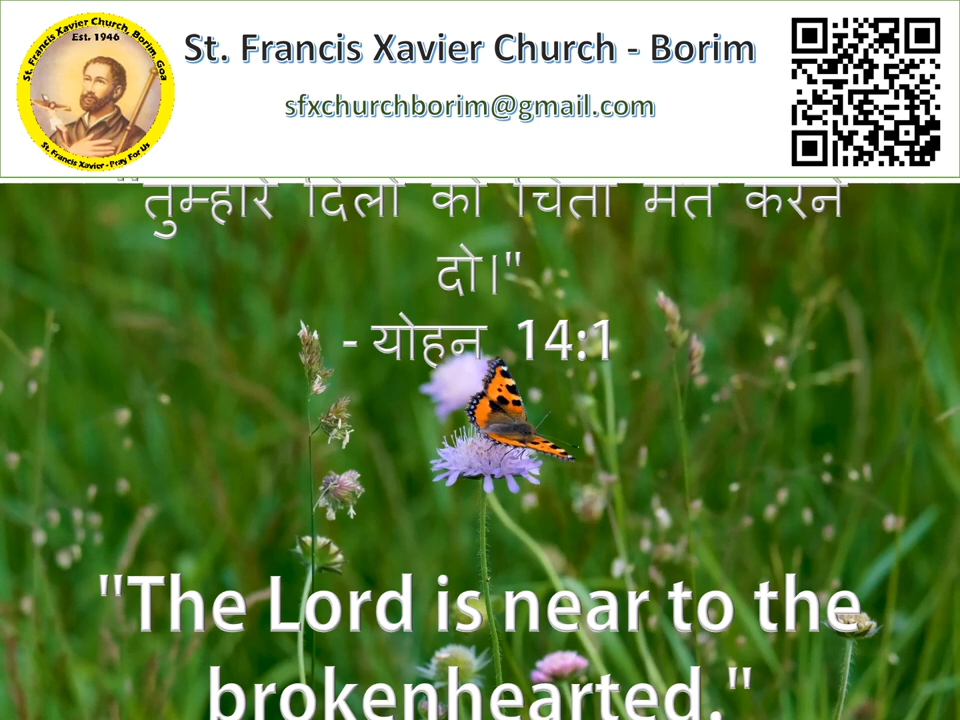 St. Francis Xavier Church, Borim, Goa
Est. 1946
St. Francis Xavier - Pray For Us
St. Francis Xavier Church - Borim
sfxchurchborim@gmail.com
"तुम्हारे दिलों को चिंता मत करने
दो।"
- योहन 14:1
"The Lord is near to the
brokenhearted."